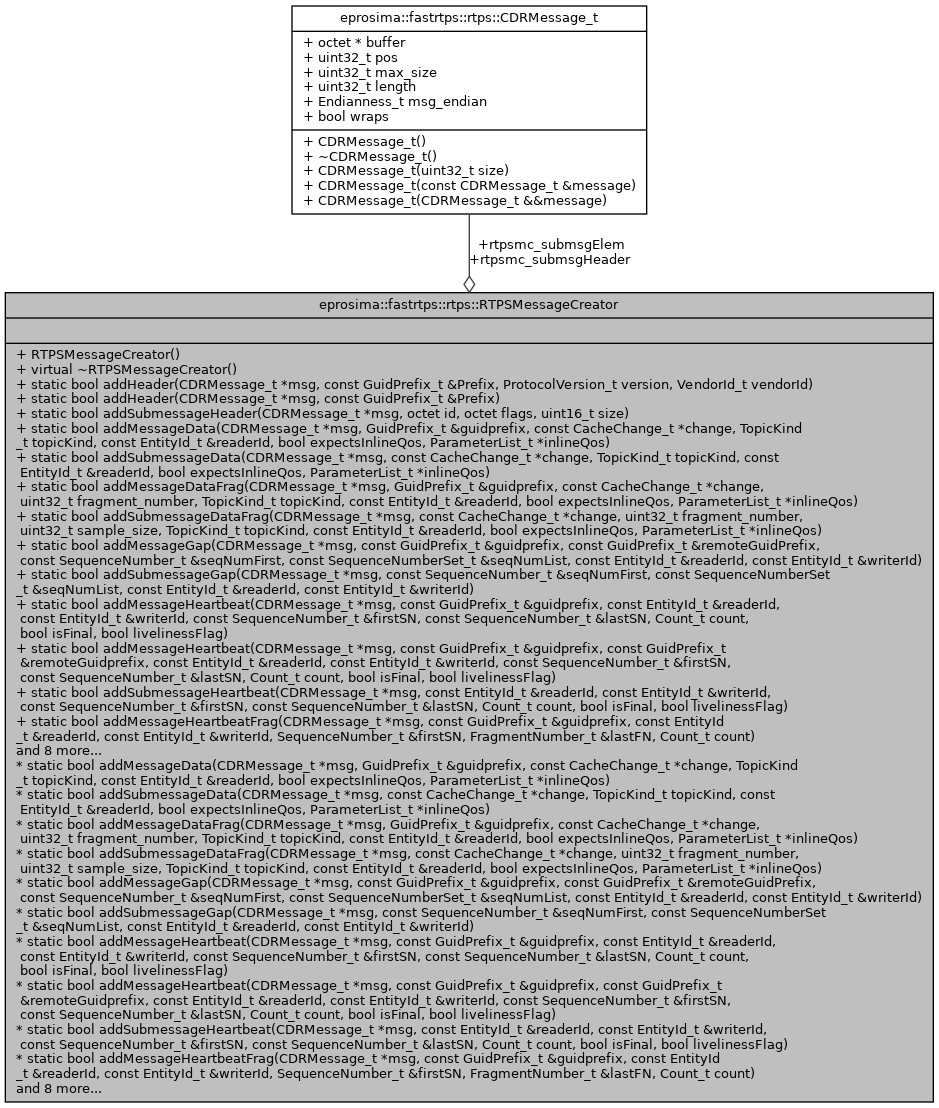 eprosima::fastrtps::rtps::CDRMessage_t
+ octet * buffer
+ uint32_t pos
+ uint32_t max_size
+ uint32_t length
+ Endianness_t msg_endian
+ bool wraps
+ CDRMessage_t()
+ ~CDRMessage_t()
+ CDRMessage_t(uint32_t size)
+ CDRMessage_t(const CDRMessage_t &message)
+ CDRMessage_t(CDRMessage_t &&message)
+rtpsmc_submsgElem
+rtpsmc_submsgHeader
eprosima::fastrtps::rtps::RTPSMessageCreator
+ RTPSMessageCreator()
+ virtual ~RTPSMessageCreator()
+ static bool addHeader(CDRMessage_t *msg, const GuidPrefix_t &Prefix, ProtocolVersion_t version, VendorId_t vendorId)
+ static bool addHeader(CDRMessage_t *msg, const GuidPrefix_t &Prefix)
+ static bool addSubmessageHeader(CDRMessage_t *msg, octet id, octet flags, uint16_t size)
+ static bool addMessageData(CDRMessage_t *msg, GuidPrefix_t &guidprefix, const CacheChange_t *change, TopicKind
_t topicKind, const EntityId_t &readerId, bool expectsInlineQos, ParameterList_t *inlineQos)
+ static bool addSubmessageData(CDRMessage_t *msg, const CacheChange_t *change, TopicKind_t topicKind, const
EntityId_t &readerId, bool expectsInlineQos, ParameterList_t *inlineQos)
+ static bool addMessageDataFrag(CDRMessage_t *msg, GuidPrefix_t &guidprefix, const CacheChange_t *change,
uint32_t fragment_number, TopicKind_t topicKind, const EntityId_t &readerId, bool expectsInlineQos, ParameterList_t *inlineQos)
+ static bool addSubmessageDataFrag(CDRMessage_t *msg, const CacheChange_t *change, uint32_t fragment_number,
uint32_t sample_size, TopicKind_t topicKind, const EntityId_t &readerId, bool expectsInlineQos, ParameterList_t *inlineQos)
+ static bool addMessageGap(CDRMessage_t *msg, const GuidPrefix_t &guidprefix, const GuidPrefix_t &remoteGuidPrefix,
const SequenceNumber_t &seqNumFirst, const SequenceNumberSet_t &seqNumList, const EntityId_t &readerId, const EntityId_t &writerId)
+ static bool addSubmessageGap(CDRMessage_t *msg, const SequenceNumber_t &seqNumFirst, const SequenceNumberSet
_t &seqNumList, const EntityId_t &readerId, const EntityId_t &writerId)
+ static bool addMessageHeartbeat(CDRMessage_t *msg, const GuidPrefix_t &guidprefix, const EntityId_t &readerId,
const EntityId_t &writerId, const SequenceNumber_t &firstSN, const SequenceNumber_t &lastSN, Count_t count,
bool isFinal, bool livelinessFlag)
+ static bool addMessageHeartbeat(CDRMessage_t *msg, const GuidPrefix_t &guidprefix, const GuidPrefix_t
&remoteGuidprefix, const EntityId_t &readerId, const EntityId_t &writerId, const SequenceNumber_t &firstSN,
const SequenceNumber_t &lastSN, Count_t count, bool isFinal, bool livelinessFlag)
+ static bool addSubmessageHeartbeat(CDRMessage_t *msg, const EntityId_t &readerId, const EntityId_t &writerId,
const SequenceNumber_t &firstSN, const SequenceNumber_t &lastSN, Count_t count, bool isFinal, bool livelinessFlag)
+ static bool addMessageHeartbeatFrag(CDRMessage_t *msg, const GuidPrefix_t &guidprefix, const EntityId
_t &readerId, const EntityId_t &writerId, SequenceNumber_t &firstSN, FragmentNumber_t &lastFN, Count_t count)
and 8 more...
* static bool addMessageData(CDRMessage_t *msg, GuidPrefix_t &guidprefix, const CacheChange_t *change, TopicKind
_t topicKind, const EntityId_t &readerId, bool expectsInlineQos, ParameterList_t *inlineQos)
* static bool addSubmessageData(CDRMessage_t *msg, const CacheChange_t *change, TopicKind_t topicKind, const
EntityId_t &readerId, bool expectsInlineQos, ParameterList_t *inlineQos)
* static bool addMessageDataFrag(CDRMessage_t *msg, GuidPrefix_t &guidprefix, const CacheChange_t *change,
uint32_t fragment_number, TopicKind_t topicKind, const EntityId_t &readerId, bool expectsInlineQos, ParameterList_t *inlineQos)
* static bool addSubmessageDataFrag(CDRMessage_t *msg, const CacheChange_t *change, uint32_t fragment_number,
uint32_t sample_size, TopicKind_t topicKind, const EntityId_t &readerId, bool expectsInlineQos, ParameterList_t *inlineQos)
* static bool addMessageGap(CDRMessage_t *msg, const GuidPrefix_t &guidprefix, const GuidPrefix_t &remoteGuidPrefix,
const SequenceNumber_t &seqNumFirst, const SequenceNumberSet_t &seqNumList, const EntityId_t &readerId, const EntityId_t &writerId)
* static bool addSubmessageGap(CDRMessage_t *msg, const SequenceNumber_t &seqNumFirst, const SequenceNumberSet
_t &seqNumList, const EntityId_t &readerId, const EntityId_t &writerId)
* static bool addMessageHeartbeat(CDRMessage_t *msg, const GuidPrefix_t &guidprefix, const EntityId_t &readerId,
const EntityId_t &writerId, const SequenceNumber_t &firstSN, const SequenceNumber_t &lastSN, Count_t count,
bool isFinal, bool livelinessFlag)
* static bool addMessageHeartbeat(CDRMessage_t *msg, const GuidPrefix_t &guidprefix, const GuidPrefix_t
&remoteGuidprefix, const EntityId_t &readerId, const EntityId_t &writerId, const SequenceNumber_t &firstSN,
const SequenceNumber_t &lastSN, Count_t count, bool isFinal, bool livelinessFlag)
* static bool addSubmessageHeartbeat(CDRMessage_t *msg, const EntityId_t &readerId, const EntityId_t &writerId,
const SequenceNumber_t &firstSN, const SequenceNumber_t &lastSN, Count_t count, bool isFinal, bool livelinessFlag)
* static bool addMessageHeartbeatFrag(CDRMessage_t *msg, const GuidPrefix_t &guidprefix, const EntityId
_t &readerId, const EntityId_t &writerId, SequenceNumber_t &firstSN, FragmentNumber_t &lastFN, Count_t count)
and 8 more...